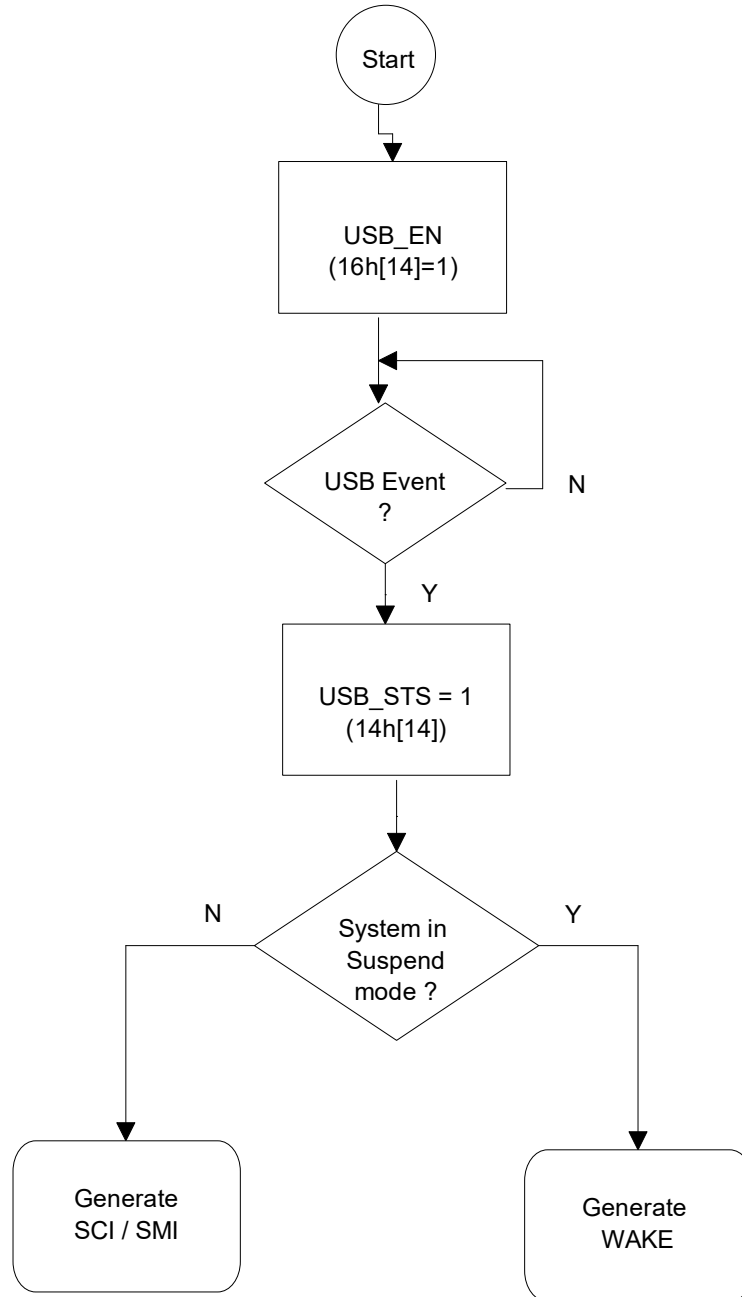 Start
USB_EN
(16h[14]=1)
USB Event
?
N
Y
USB_STS = 1
(14h[14])
N
Y
System in
Suspend
mode ?
Generate
SCI / SMI
Generate
WAKE